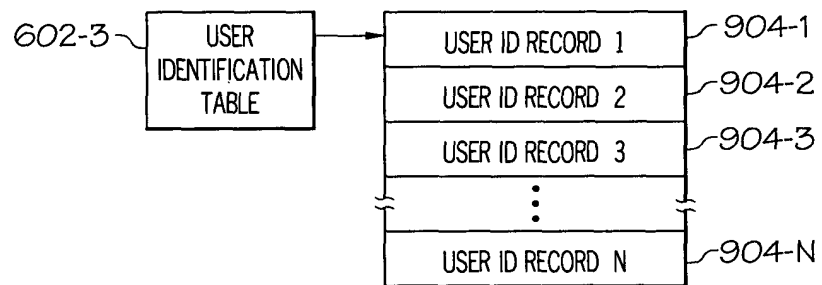 602-3
USER
IDENTIFICATION
TABLE
USER ID RECORD 1
904-1
USER ID RECORD 2
904-2
USER ID RECORD 3
904-3
USER ID RECORD N
904-N